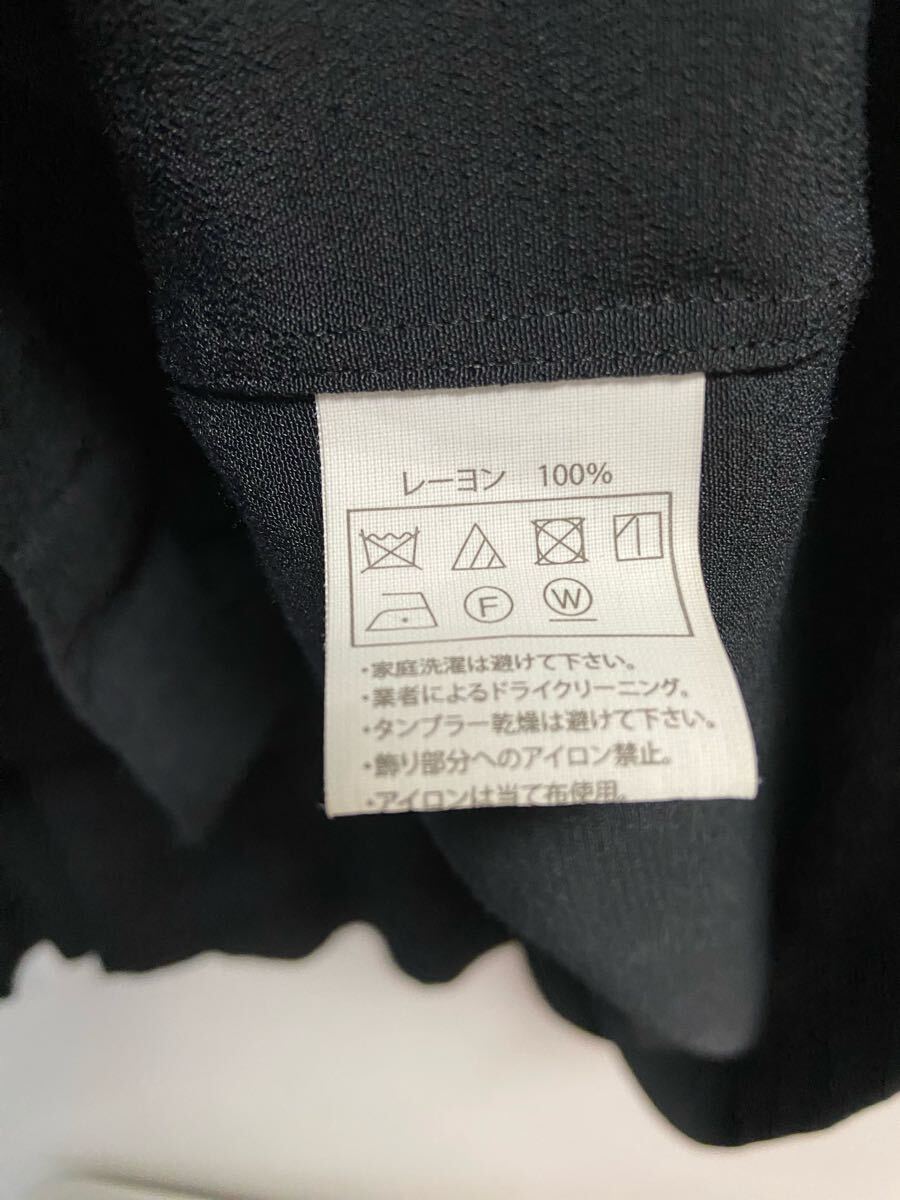 レーヨン 100%
F W
・家庭洗濯は避けて下さい。
・業者によるドライクリーニング。
・タンブラー乾燥は避けて下さい。
・飾り部分へのアイロン禁止。
・アイロンは当て布使用。